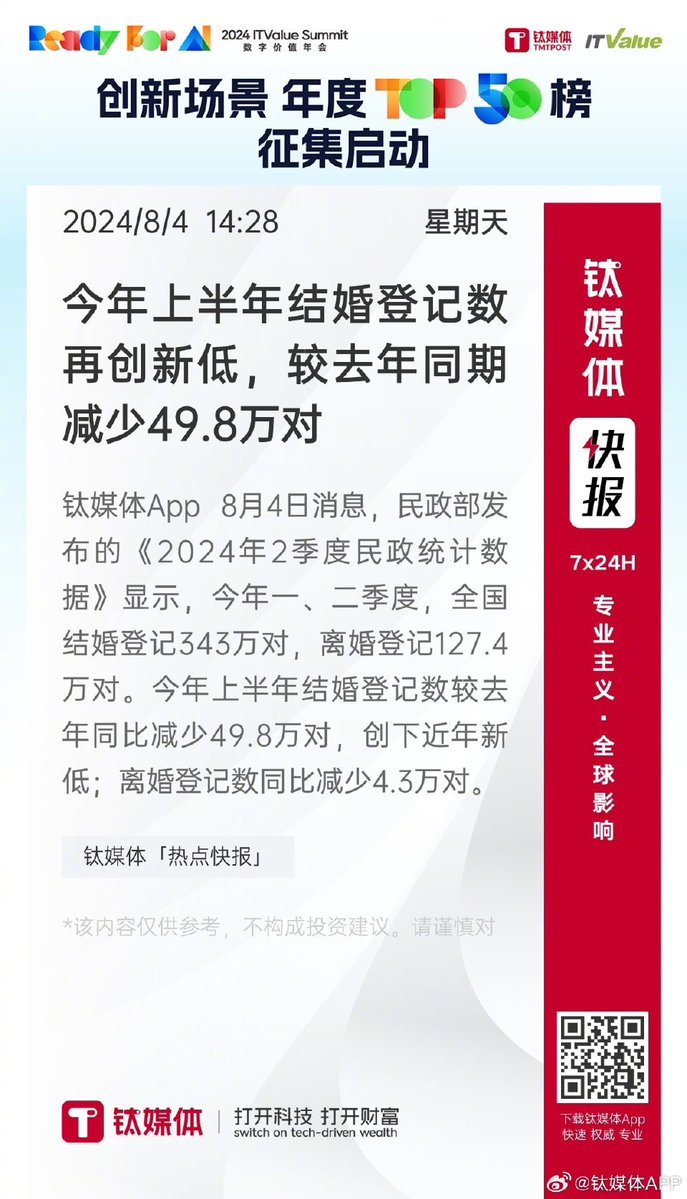 Ready For AI
2024 ITValue Summit
数字价值年会
钛媒体
TMTPOST
ITValue
创新场景 年度TOP 50榜
征集启动
2024/8/4 14:28
星期天
今年上半年结婚登记数
再创新低，较去年同期
减少49.8万对
钛媒体App 8月4日消息，民政部发
布的《2024年2季度民政统计数
据》显示，今年一、二季度，全国
结婚登记343万对，离婚登记127.4
万对。今年上半年结婚登记数较去
年同比减少49.8万对，创下近年新
低；离婚登记数同比减少4.3万对。
钛媒体「热点快报」
*该内容仅供参考，不构成投资建议。请谨慎对
钛媒体
快报
7x24H
专业主义·全球影响
下载钛媒体App
快速 权威 专业
钛媒体
打开科技 打开财富
switch on tech-driven wealth
@钛媒体APP